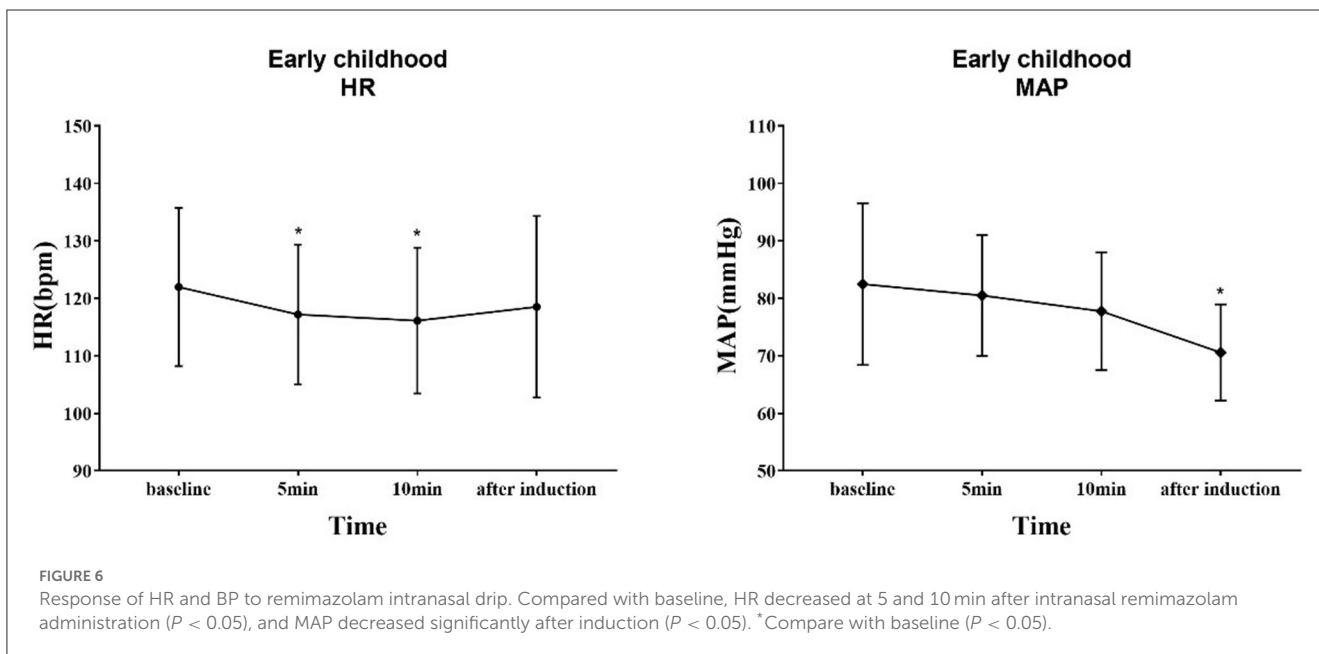 Early childhood
HR
150
140
130
120
110
100
90
HR(bpm)
* *
baseline 5min 10min after induction
Time
Early childhood
MAP
110
100
90
80
70
60
50
MAP(mmHg)
*
baseline 5min 10min after induction
Time
FIGURE 6
Response of HR and BP to remimazolam intranasal drip. Compared with baseline, HR decreased at 5 and 10 min after intranasal remimazolam
administration (P < 0.05), and MAP decreased significantly after induction (P < 0.05). *Compare with baseline (P < 0.05).